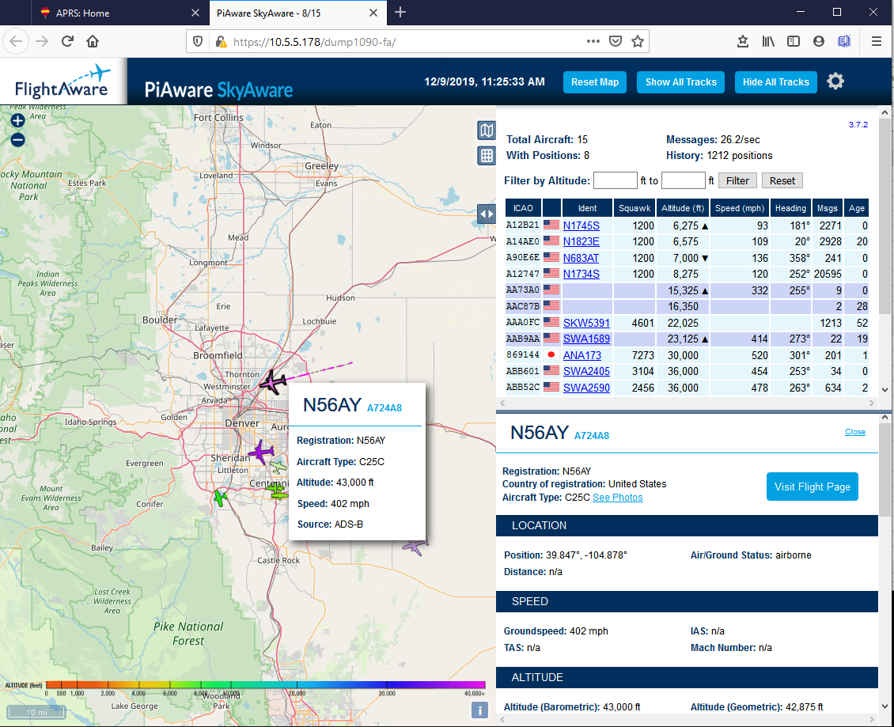 APRS: Home
PiAware SkyAware - 8/15
https://10.5.5.178/dump1090-fa/
FlightAware
PiAware SkyAware
12/9/2019, 11:25:33 AM
Reset Map
Show All Tracks
Hide All Tracks
3.7.2
Total Aircraft: 15 Messages: 26.2/sec
With Positions: 8 History: 1212 positions
Filter by Altitude: ft to ft Filter Reset
ICAO Ident Squawk Altitude (ft) Speed (mph) Heading Msgs Age
A12B21 N1745S 1200 6,275 ▲ 93 181° 2271 0
A14AE0 N1823E 1200 6,575 109 20° 2928 20
A90E6E N683AT 1200 7,000 ▼ 136 358° 241 0
A12747 N1734S 1200 8,275 120 252° 20595 0
AA73A0 15,325 ▲ 332 255° 9 0
AAC87B 16,350 2 28
AAA0FC SKW5391 4601 22,025 1213 52
AAB9AA SWA1589 23,125 ▲ 414 273° 22 19
869144 ANA173 7273 30,000 520 301° 201 1
ABB601 SWA2405 3104 36,000 454 253° 34 0
ABB52C SWA2590 2456 36,000 478 263° 634 2
N56AY A724A8
Close
Registration: N56AY
Country of registration: United States
Aircraft Type: C25C See Photos
Visit Flight Page
LOCATION
Position: 39.847°, -104.878° Air/Ground Status: airborne
Distance: n/a
SPEED
Groundspeed: 402 mph IAS: n/a
TAS: n/a Mach Number: n/a
ALTITUDE
Altitude (Barometric): 43,000 ft Altitude (Geometric): 42,875 ft
Wilderness Area
Fort Collins
Eaton
Windsor
Rocky Mountain
National
Park
Estes Park
Loveland
Greeley
Evans
Mead
Indian
Peaks Wilderness
Area
Longmont
Hudson
Erie
Lochbuie
Boulder
Lafayette
Broomfield
Thornton
Westminster
Arvada
Golden
Denver
Idaho-Springs
Sheridan
Littleton
Evergreen
Mount
Evans Wilderness
Area
Conifer
Bailey
Castle Rock
Lost Creek
Wilderness
Area
Pike National
Forest
Woodland
Park
Lake George
N56AY A724A8
Registration: N56AY
Aircraft Type: C25C
Altitude: 43,000 ft
Speed: 402 mph
Source: ADS-B
ALTITUDE (feet)
0 500 1,000 2,000 4,000 6,000 8,000 10,000 20,000 30,000 40,000+
10 mi